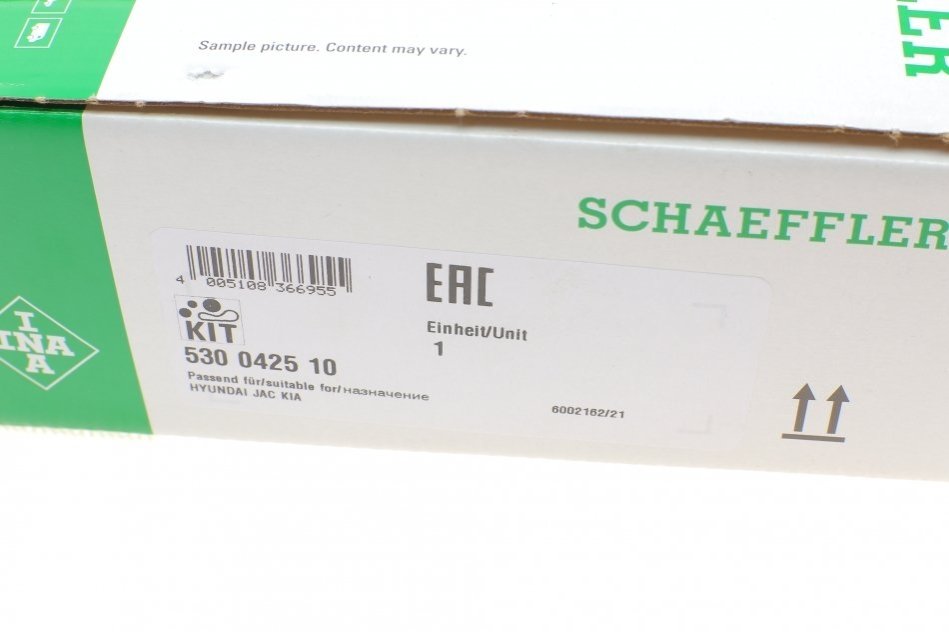 Sample picture. Content may vary.
LER
SCHAEFFLER
4 005108 366955
EAC
KIT
Einheit/Unit
1
530 0425 10
Passend für/suitable for/назначение
HYUNDAI JAC KIA
6002162/21
I
INA
A